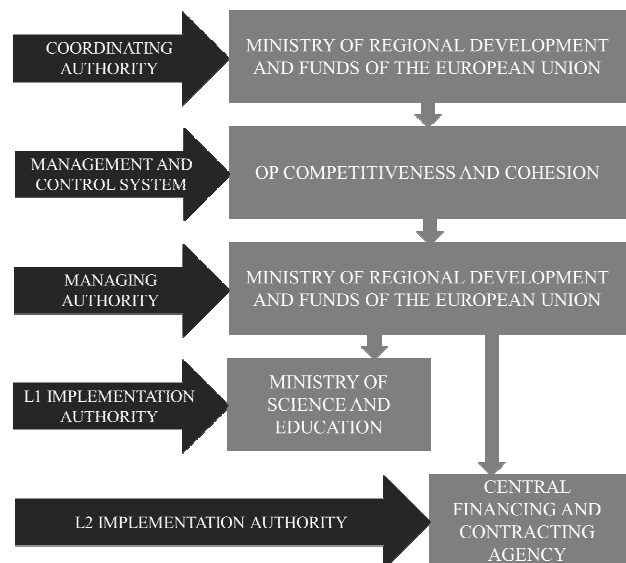 COORDINATING
AUTHORITY
MINISTRY OF REGIONAL DEVELOPMENT
AND FUNDS OF THE EUROPEAN UNION
MANAGEMENT AND
CONTROL SYSTEM
OP COMPETITIVENESS AND COHESION
MANAGING
AUTHORITY
MINISTRY OF REGIONAL DEVELOPMENT
AND FUNDS OF THE EUROPEAN UNION
L1 IMPLEMENTATION
AUTHORITY
MINISTRY OF
SCIENCE AND
EDUCATION
L2 IMPLEMENTATION AUTHORITY
CENTRAL
FINANCING AND
CONTRACTING
AGENCY